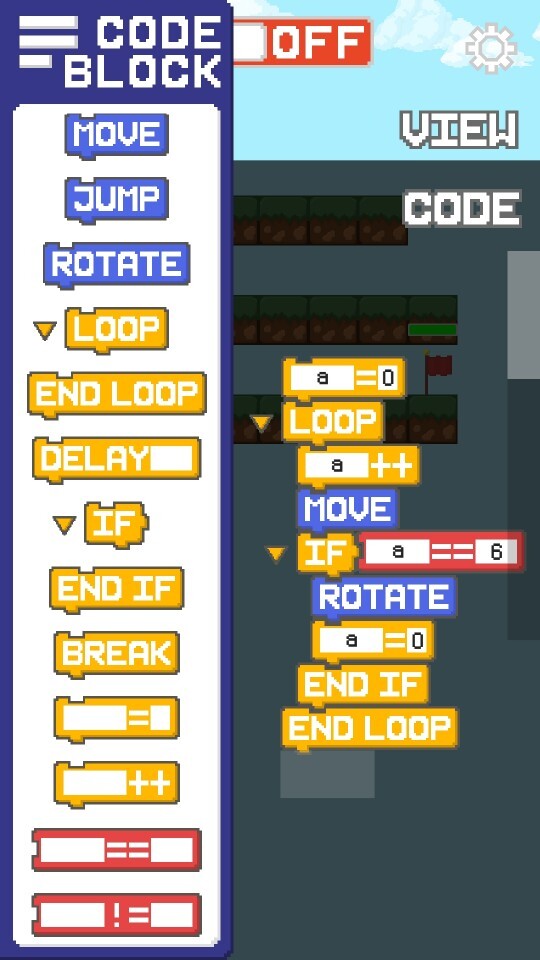 CODE
BLOCK
OFF
VIEW
CODE
MOVE
JUMP
ROTATE
LOOP
END LOOP
DELAY
IF
END IF
BREAK
=
++
==
!=
a =0
LOOP
a ++
MOVE
IF a == 6
ROTATE
a =0
END IF
END LOOP